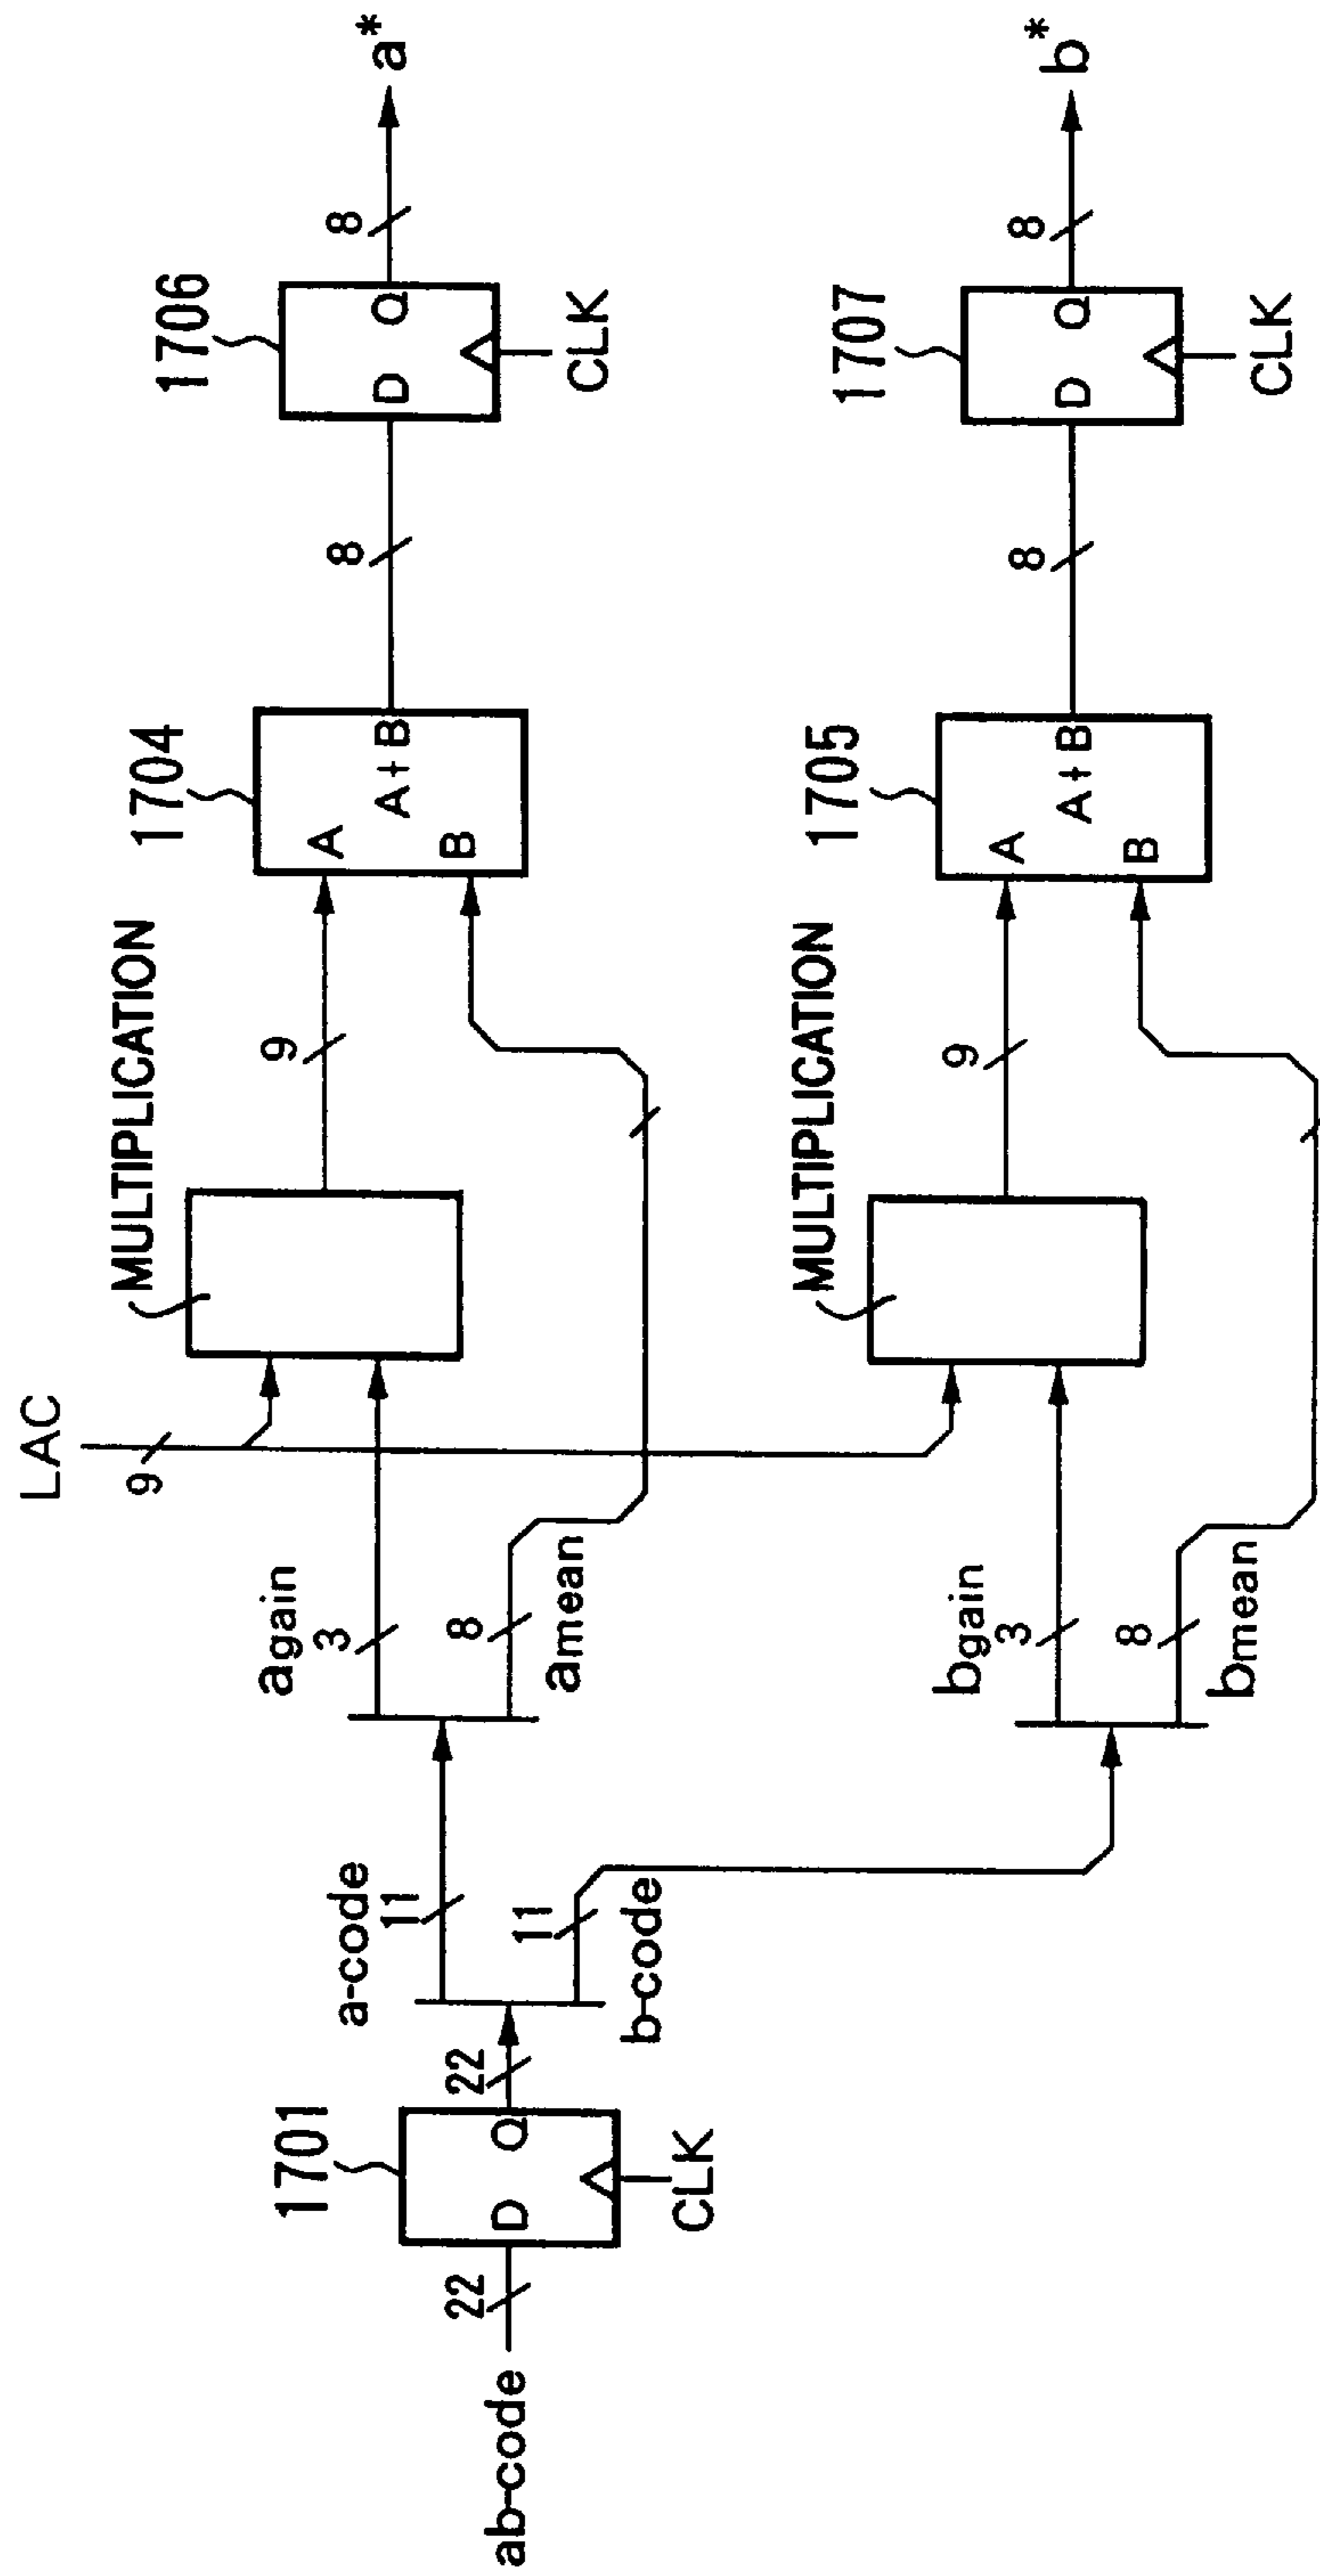 ab-code
22
1701
D Q
CLK
22
a-code
11
11
b-code
again
3
8
amean
LAC
9
MULTIPLICATION
9
1704
A
A+B
B
8
1706
D Q
CLK
8
a*
bgain
3
8
bmean
MULTIPLICATION
9
1705
A
A+B
B
8
1707
D Q
CLK
8
b*